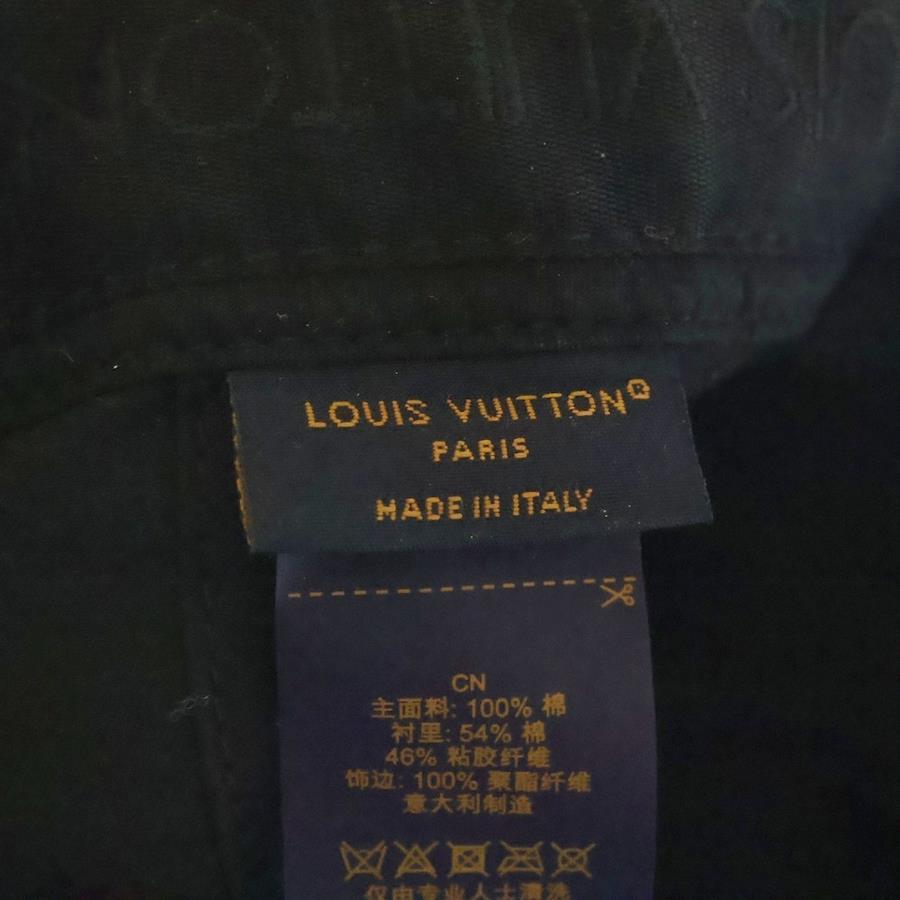 LOUIS VUITTON
LOUIS VUITTON®
PARIS
MADE IN ITALY
CN
主面料: 100% 棉
衬里: 54% 棉
46% 粘胶纤维
饰边: 100% 聚酯纤维
意大利制造
仅由专业人士清洗